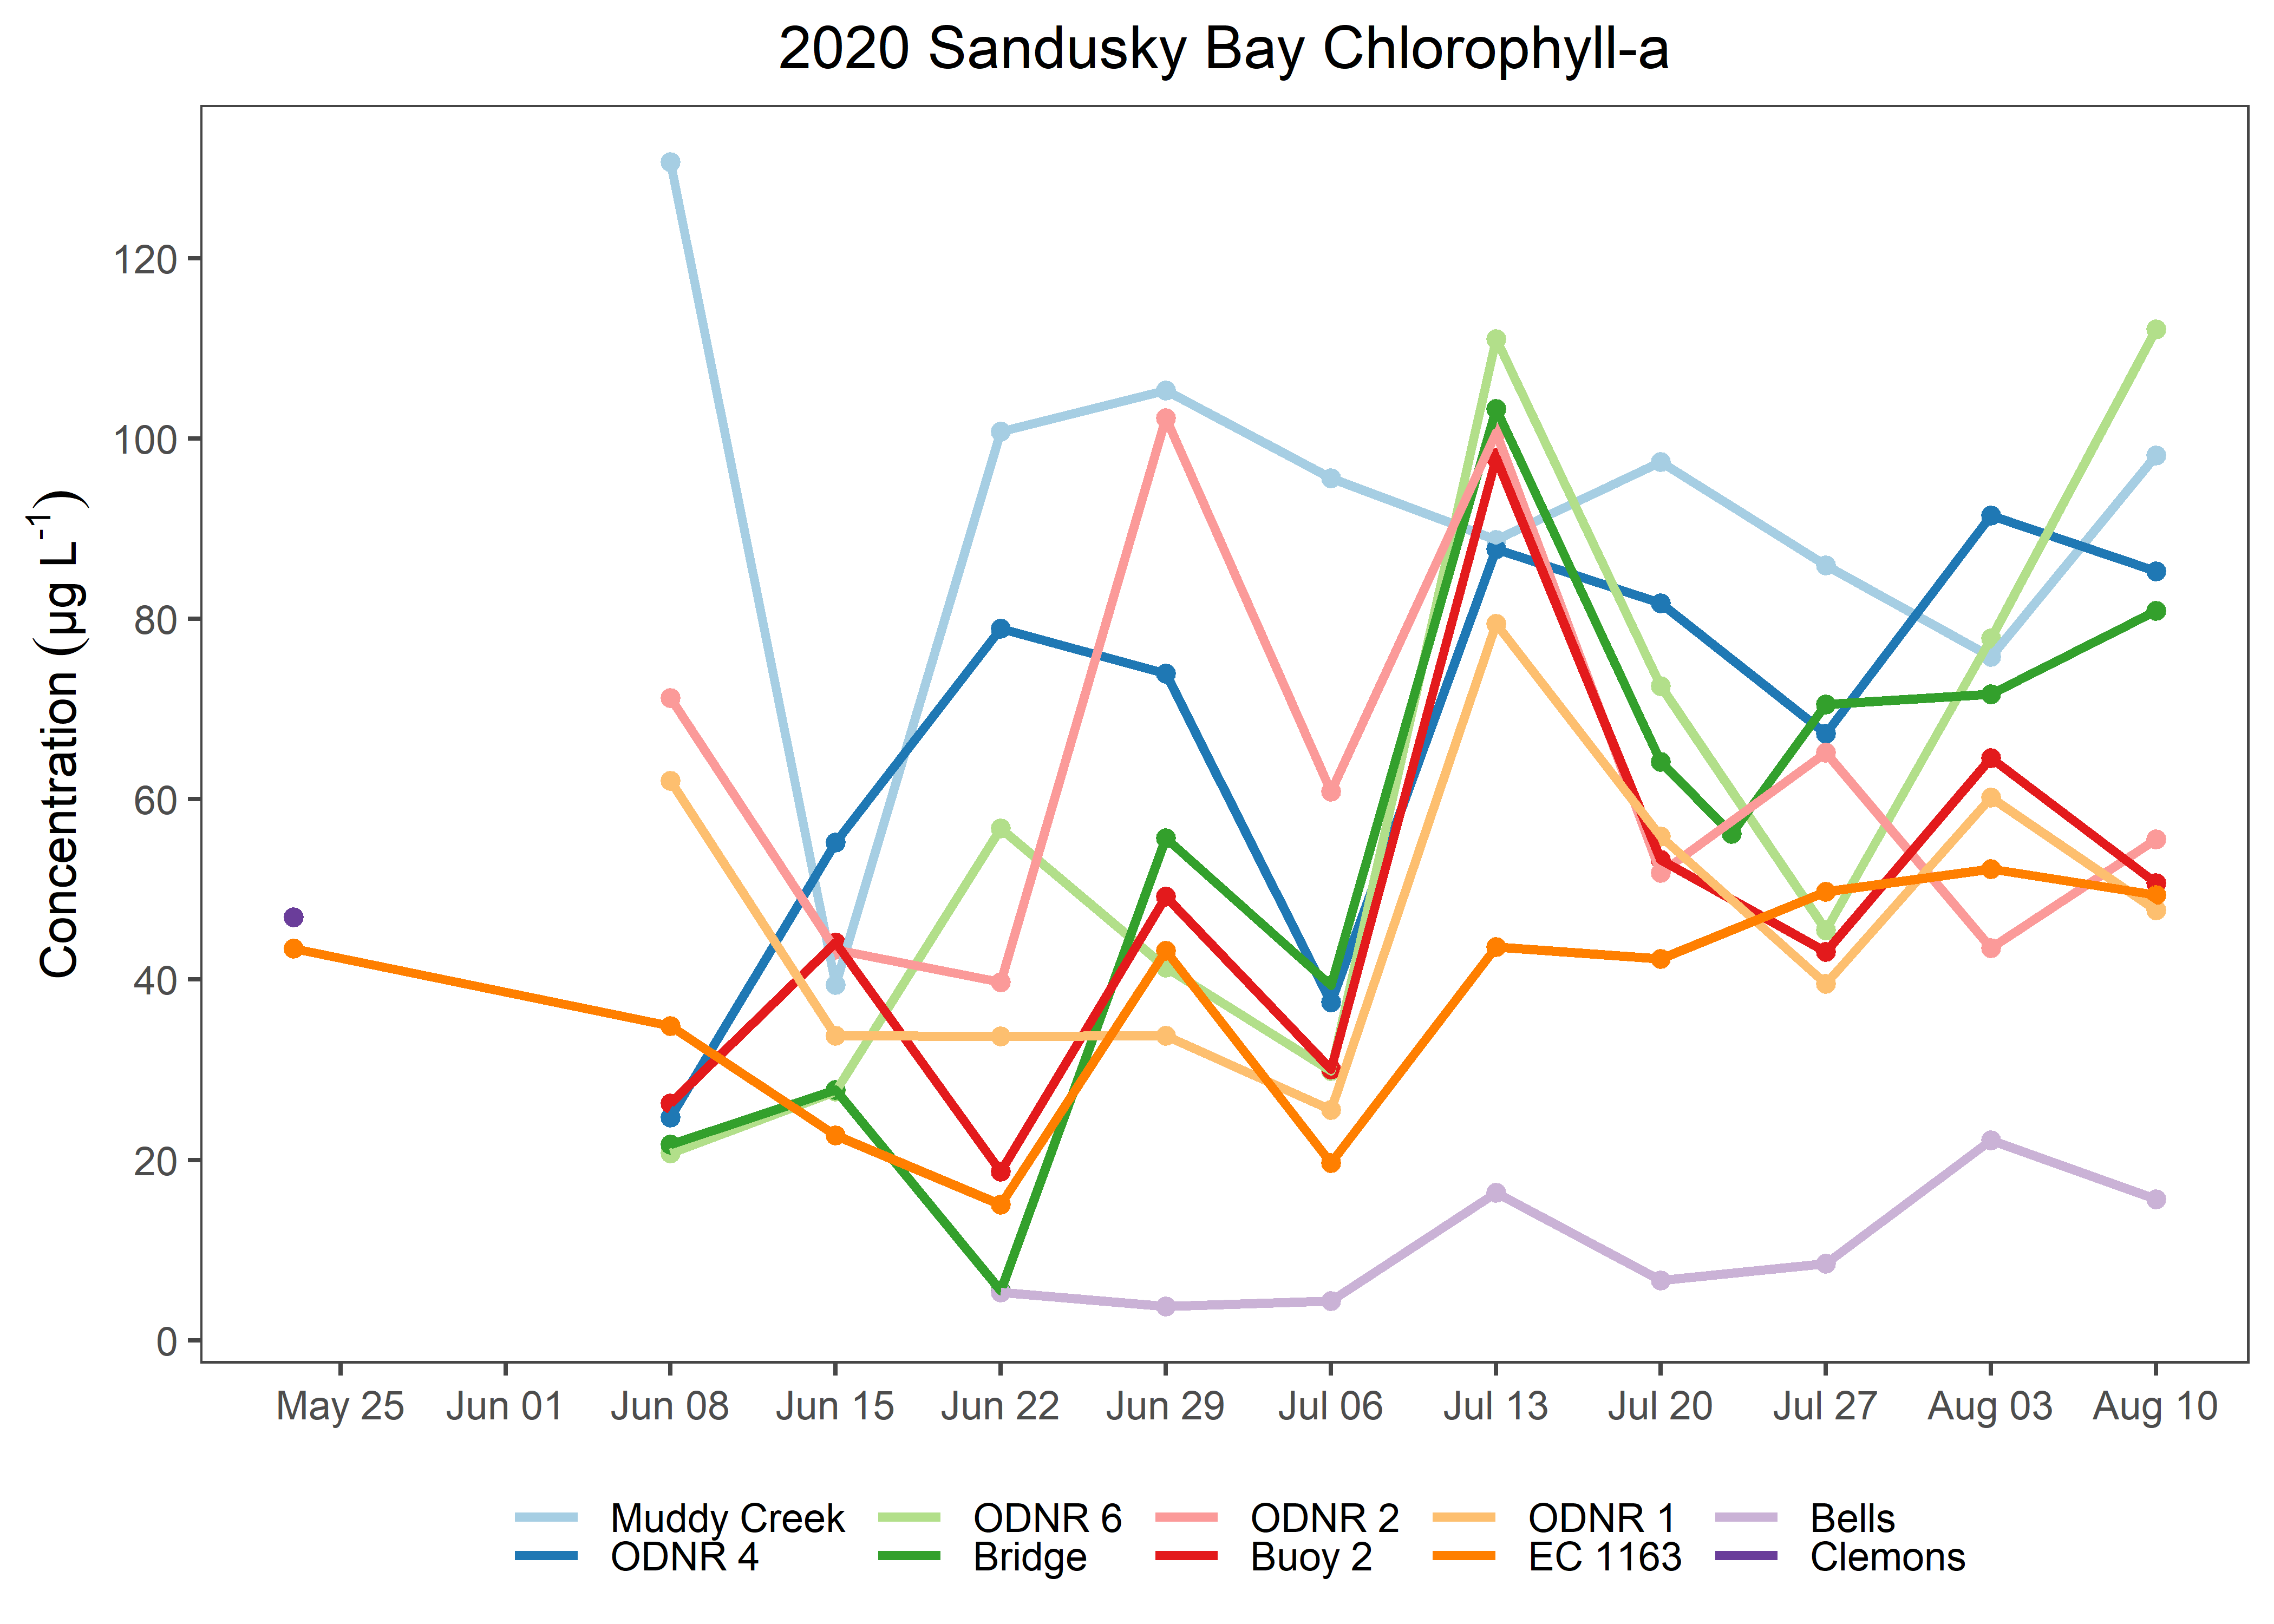 2020 Sandusky Bay Chlorophyll-a
Concentration (µg L⁻¹)
120
100
80
60
40
20
0
May 25 Jun 01 Jun 08 Jun 15 Jun 22 Jun 29 Jul 06 Jul 13 Jul 20 Jul 27 Aug 03 Aug 10
Muddy Creek ODNR 6 ODNR 2 ODNR 1 Bells
ODNR 4 Bridge Buoy 2 EC 1163 Clemons